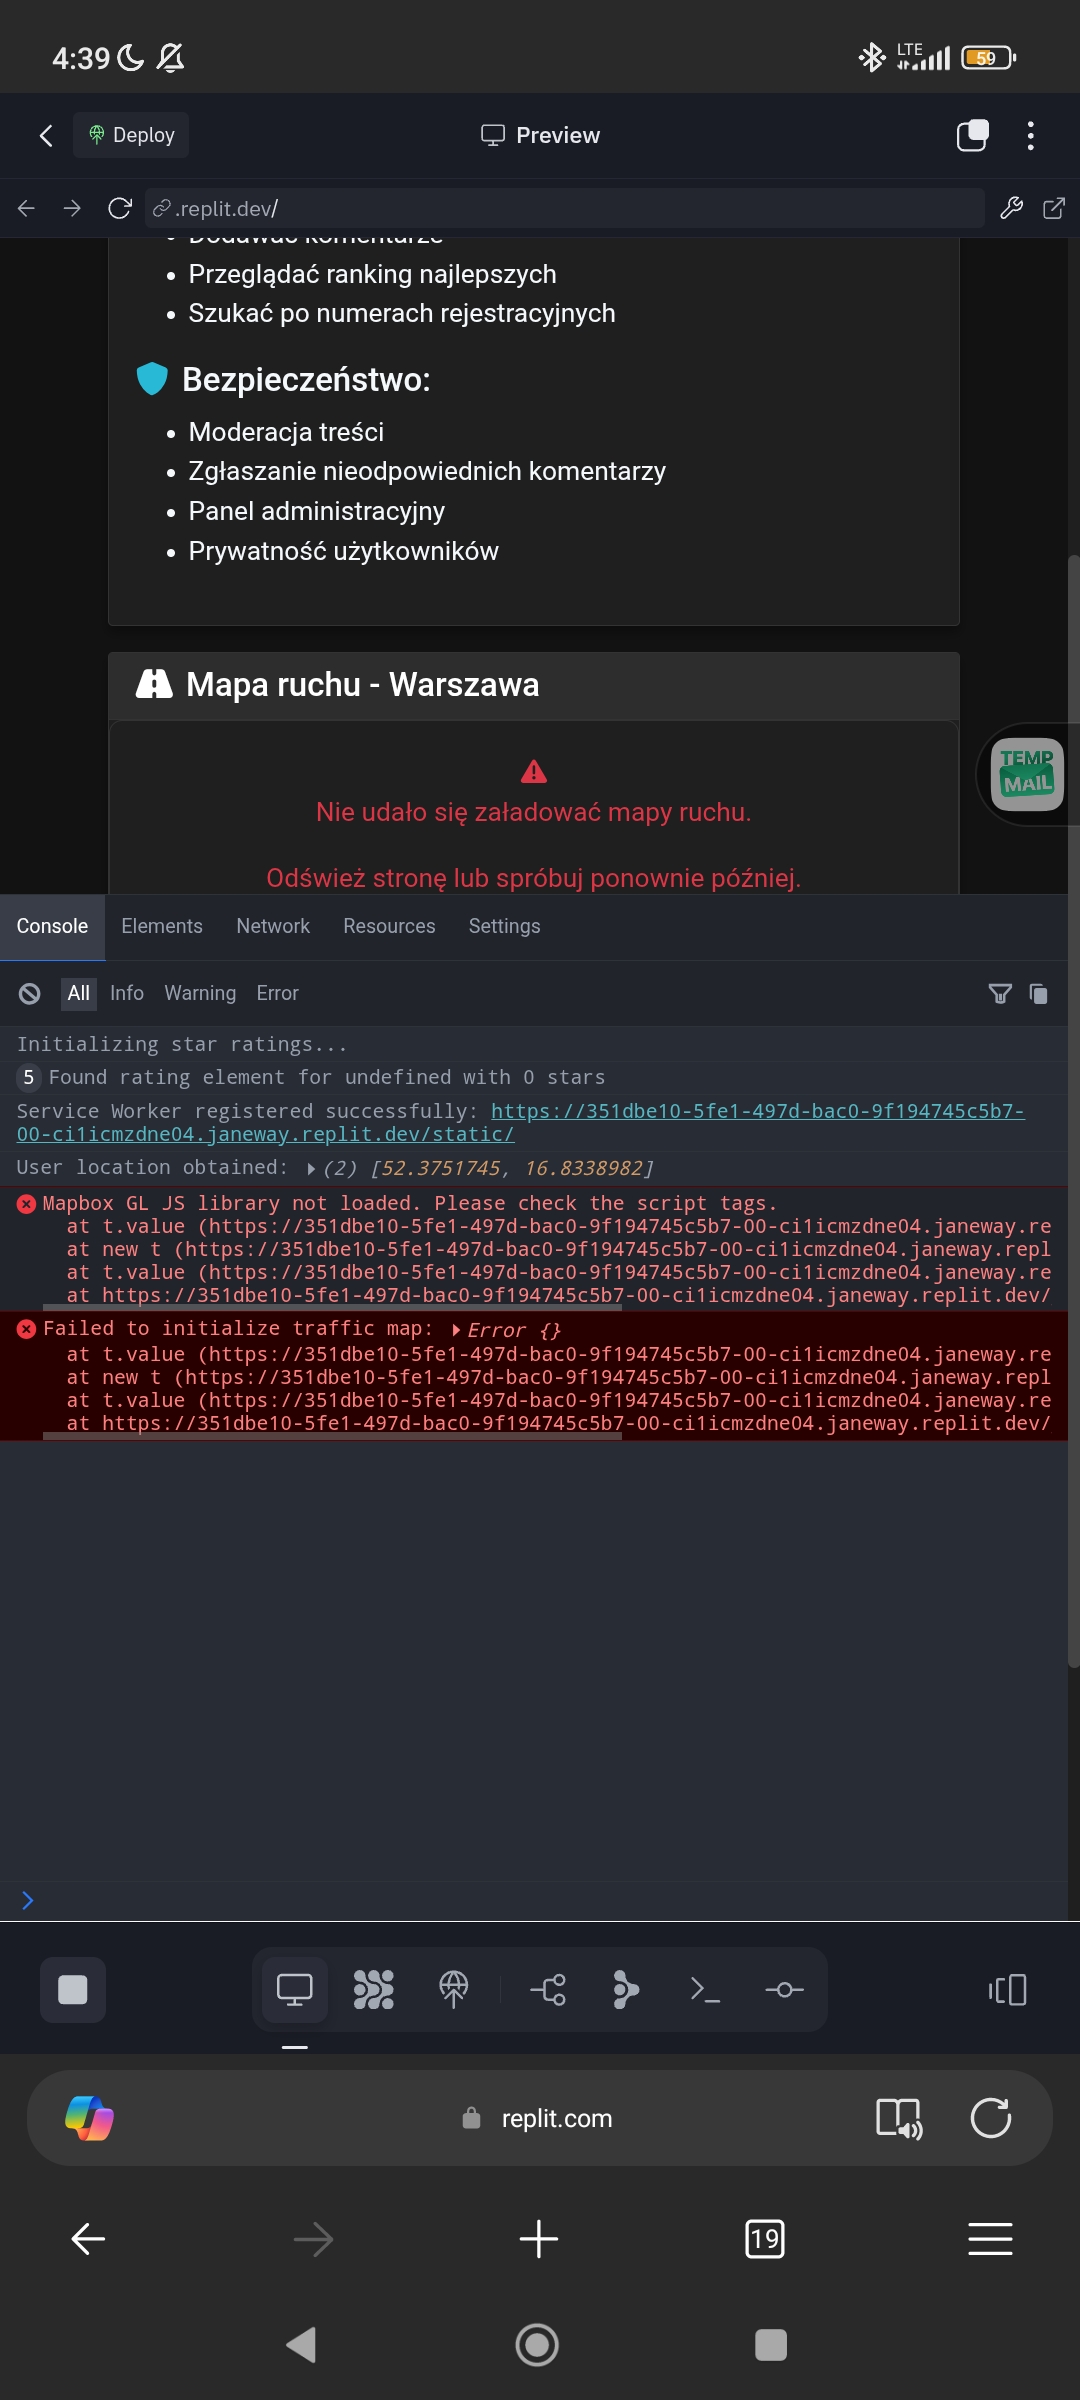 4:39
LTE
59
Deploy
Preview
.replit.dev/
Dodawać komentarze
Przeglądać ranking najlepszych
Szukać po numerach rejestracyjnych
Bezpieczeństwo:
Moderacja treści
Zgłaszanie nieodpowiednich komentarzy
Panel administracyjny
Prywatność użytkowników
Mapa ruchu - Warszawa
TEMP
MAIL
Nie udało się załadować mapy ruchu.
Odśwież stronę lub spróbuj ponownie później.
Console Elements Network Resources Settings
All Info Warning Error
Initializing star ratings...
5 Found rating element for undefined with 0 stars
Service Worker registered successfully: https://351dbe10-5fe1-497d-bac0-9f194745c5b7-
00-ci1icmzdne04.janeway.replit.dev/static/
User location obtained: (2) [52.3751745, 16.8338982]
Mapbox GL JS library not loaded. Please check the script tags.
at t.value (https://351dbe10-5fe1-497d-bac0-9f194745c5b7-00-ci1icmzdne04.janeway.re
at new t (https://351dbe10-5fe1-497d-bac0-9f194745c5b7-00-ci1icmzdne04.janeway.repl
at t.value (https://351dbe10-5fe1-497d-bac0-9f194745c5b7-00-ci1icmzdne04.janeway.re
at https://351dbe10-5fe1-497d-bac0-9f194745c5b7-00-ci1icmzdne04.janeway.replit.dev/
Failed to initialize traffic map: Error {}
at t.value (https://351dbe10-5fe1-497d-bac0-9f194745c5b7-00-ci1icmzdne04.janeway.re
at new t (https://351dbe10-5fe1-497d-bac0-9f194745c5b7-00-ci1icmzdne04.janeway.repl
at t.value (https://351dbe10-5fe1-497d-bac0-9f194745c5b7-00-ci1icmzdne04.janeway.re
at https://351dbe10-5fe1-497d-bac0-9f194745c5b7-00-ci1icmzdne04.janeway.replit.dev/
replit.com
19